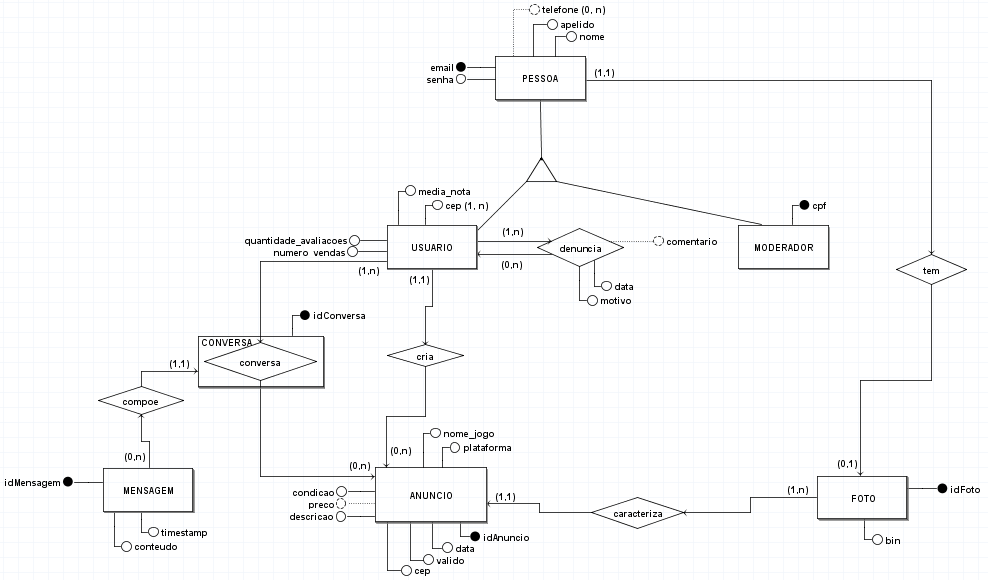 telefone (0, n)
apelido
nome
email
senha
PESSOA
(1,1)
media_nota
cep (1, n)
cpf
quantidade_avaliacoes
numero vendas
USUARIO
(1,n)
denuncia
comentario
MODERADOR
(1,n)
(1,1)
(0,n)
data
motivo
tem
idConversa
CONVERSA
conversa
cria
(1,1)
compoe
nome_jogo
plataforma
(0,n)
(0,n)
(0,n)
(0,1)
idMensagem
MENSAGEM
timestamp
conteudo
condicao
preco
descricao
ANUNCIO
(1,1)
caracteriza
(1,n)
FOTO
idFoto
bin
idAnuncio
data
valido
cep